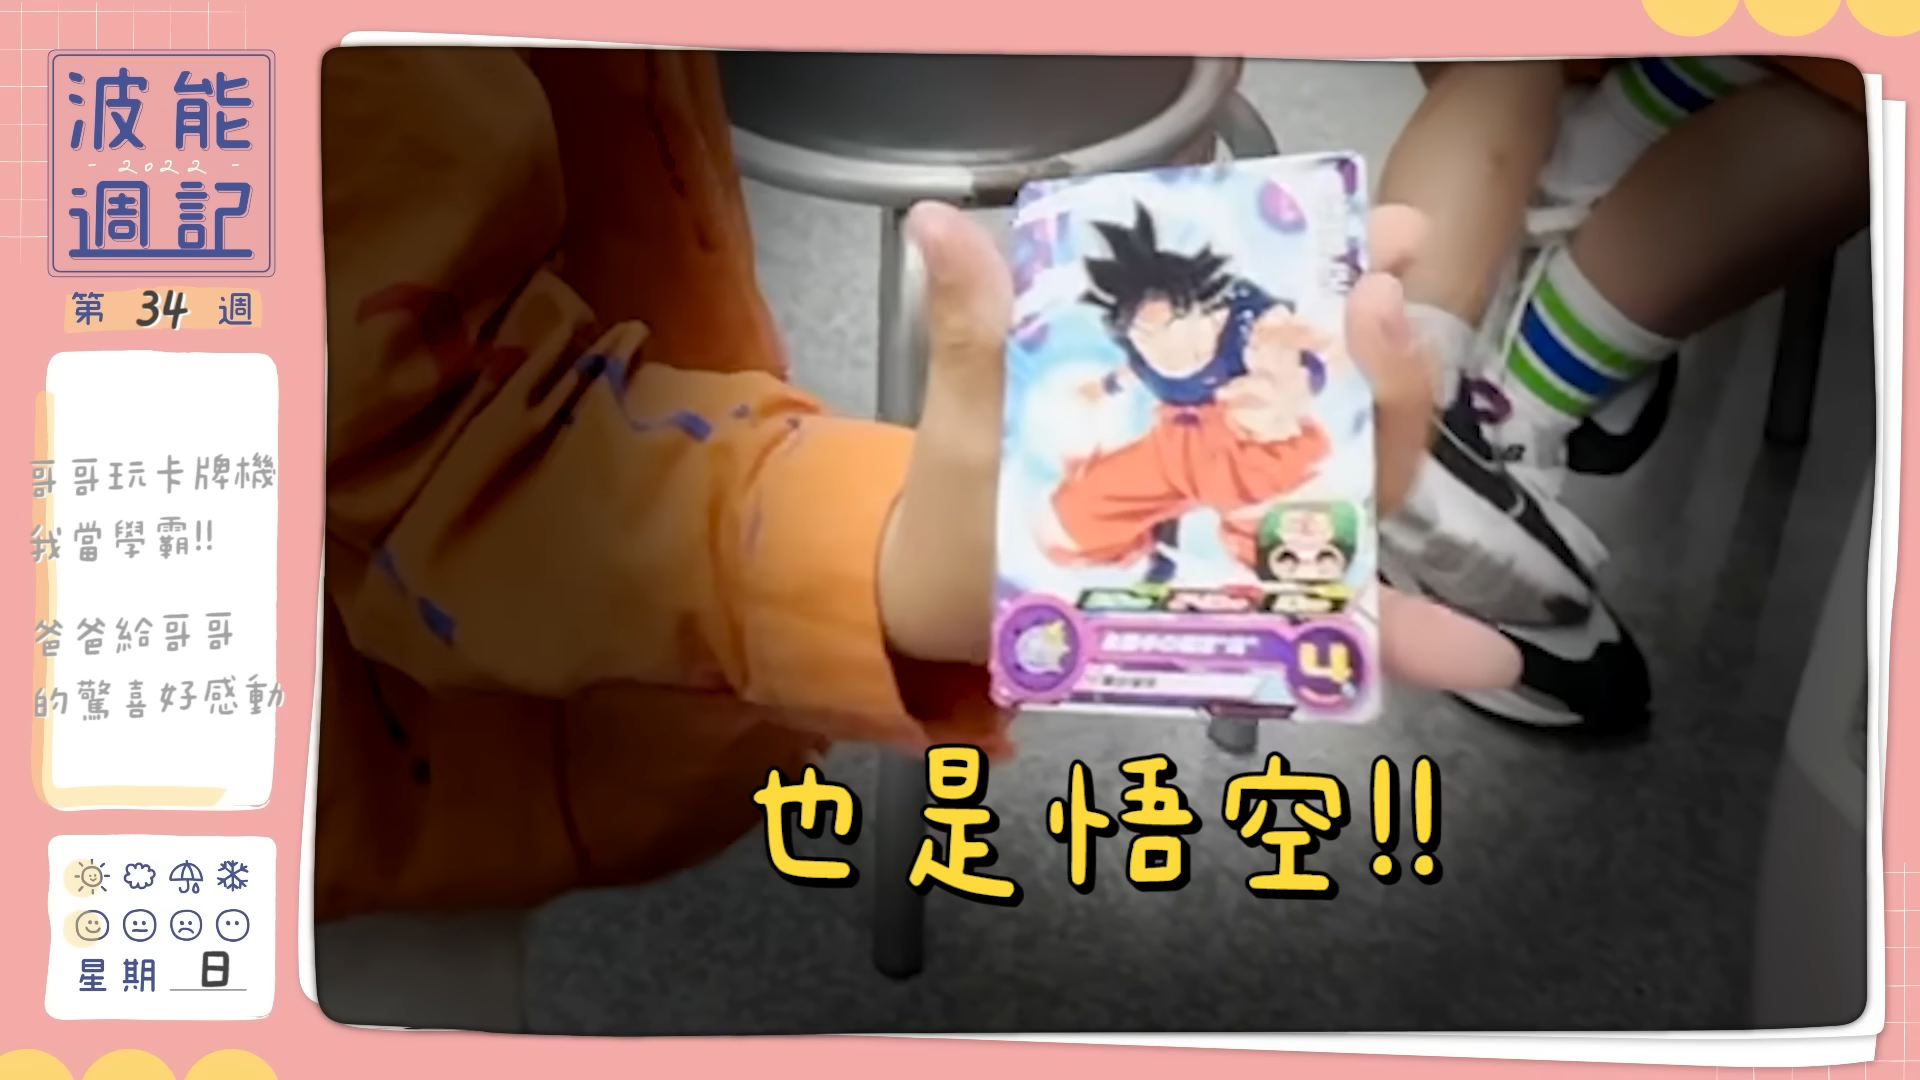 波能
- 2022 -
週記
第 34 週
哥哥玩卡牌機
我當學霸!!
爸爸給哥哥
的驚喜好感動
星期 日
4
也是悟空!!